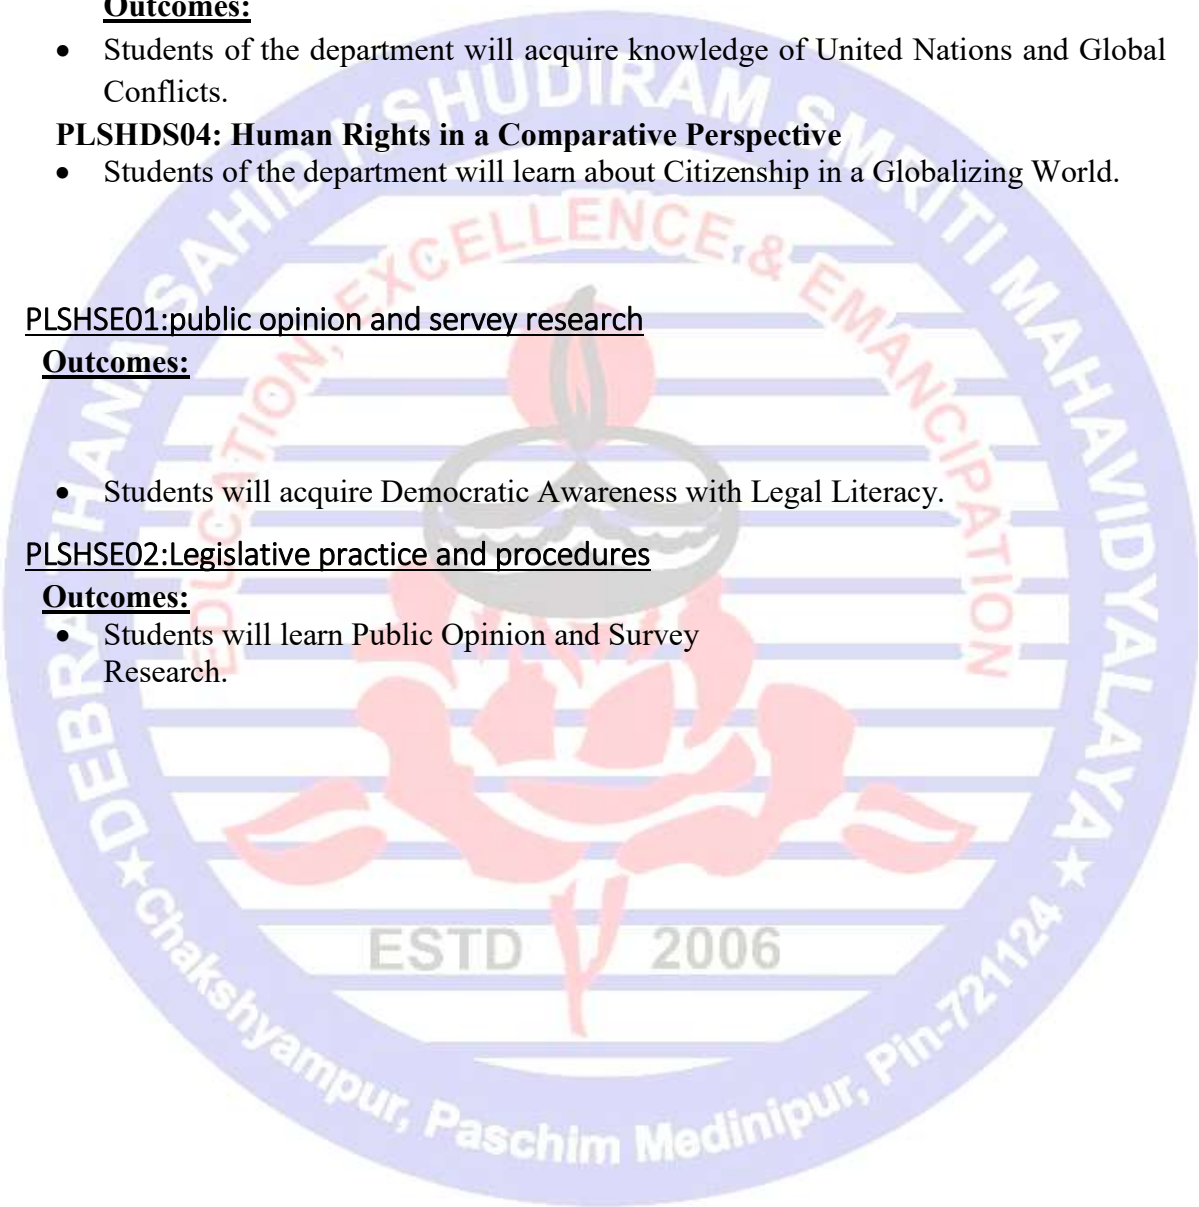 Outcomes:
• Students of the department will acquire knowledge of United Nations and Global
Conflicts.
PLSHDS04: Human Rights in a Comparative Perspective
• Students of the department will learn about Citizenship in a Globalizing World.
PLSHSE01:public opinion and servey research
Outcomes:
• Students will acquire Democratic Awareness with Legal Literacy.
PLSHSE02:Legislative practice and procedures
Outcomes:
• Students will learn Public Opinion and Survey
Research.
DEBRA THANA SAHID KSHUDIRAM SMRITI MAHAVIDYALAYA
EDUCATION, EXCELLENCE & EMANCIPATION
ESTD 2006
Chakshyampur, Paschim Medinipur, Pin-721124